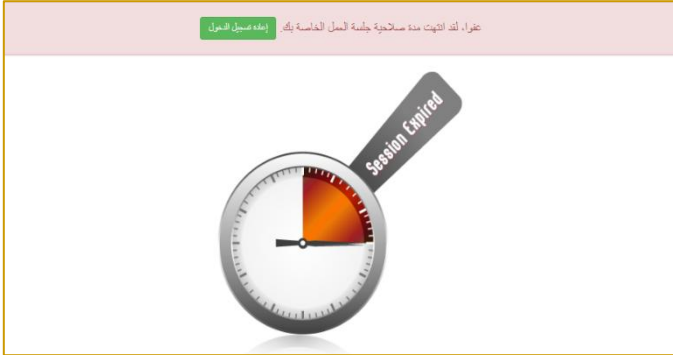 عفوا، لقد انتهت مدة صلاحية جلسة العمل الخاصة بك. إعادة تسجيل الدخول
Session Expired